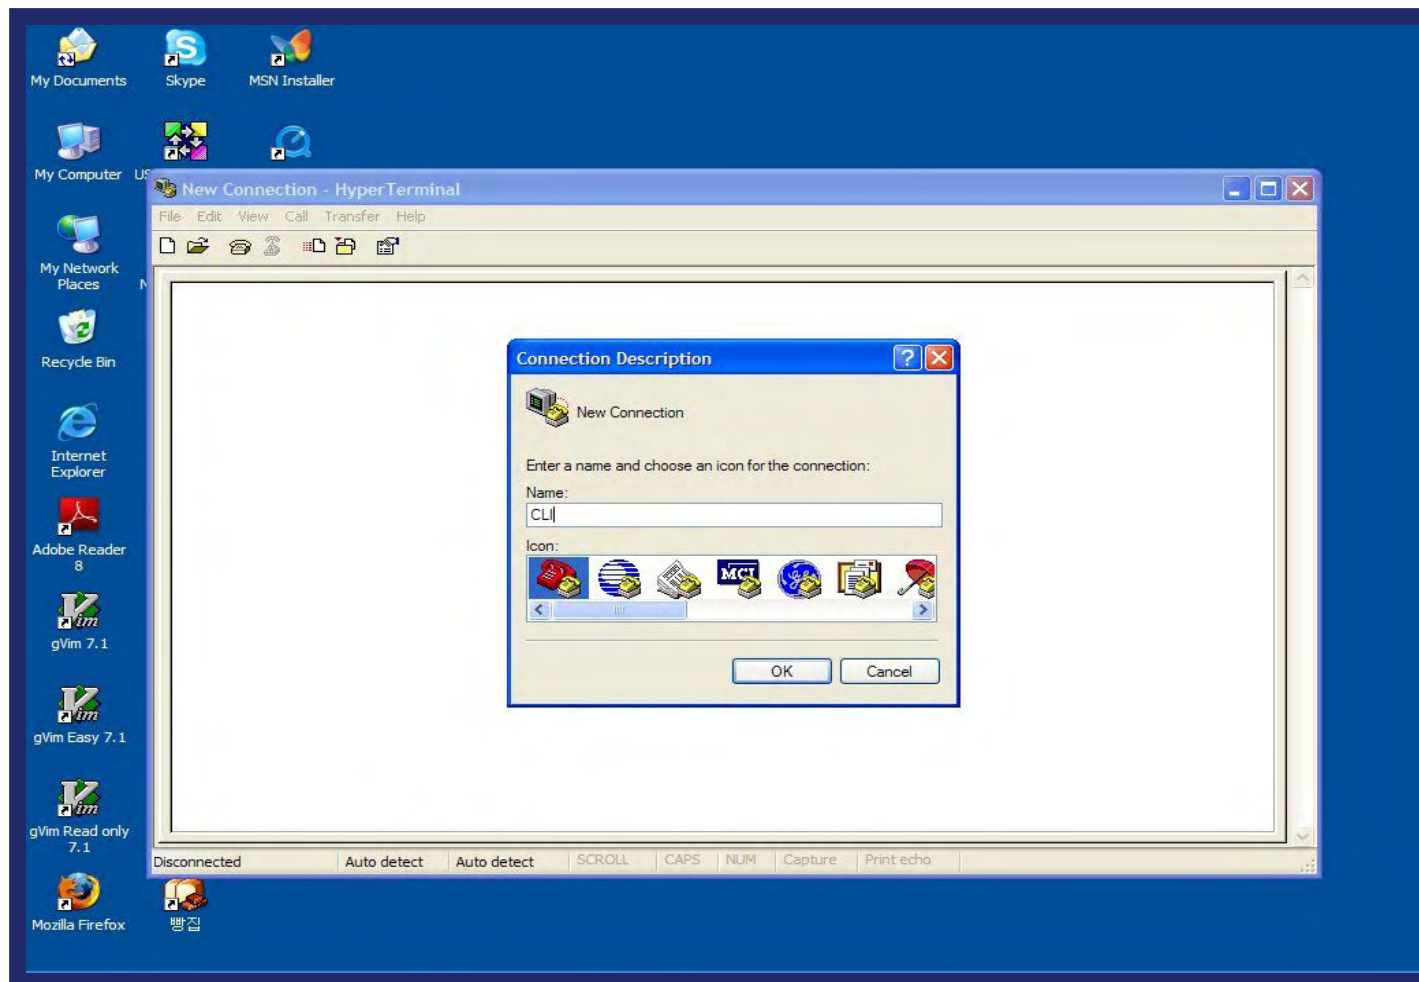 My Documents
Skype
MSN Installer
My Computer
US
My Network
Places
N
Recycle Bin
Internet
Explorer
Adobe Reader
8
gVim 7.1
gVim Easy 7.1
gVim Read only
7.1
Mozilla Firefox
빵집
New Connection - HyperTerminal
File Edit View Call Transfer Help
Connection Description
New Connection
Enter a name and choose an icon for the connection:
Name:
CLI
Icon:
MCI
OK Cancel
Disconnected Auto detect Auto detect SCROLL CAPS NUM Capture Print echo